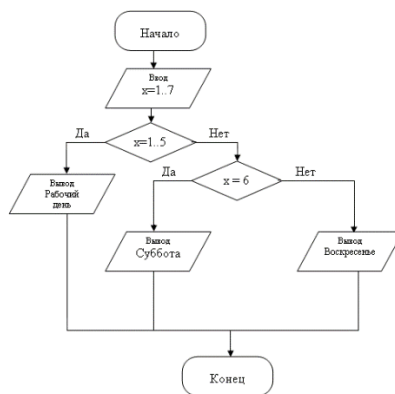 Начало
Ввод
x=1..7
Да
x=1..5
Нет
Да
x = 6
Нет
Вывод
Рабочий
день
Вывод
Суббота
Вывод
Воскресенье
Конец